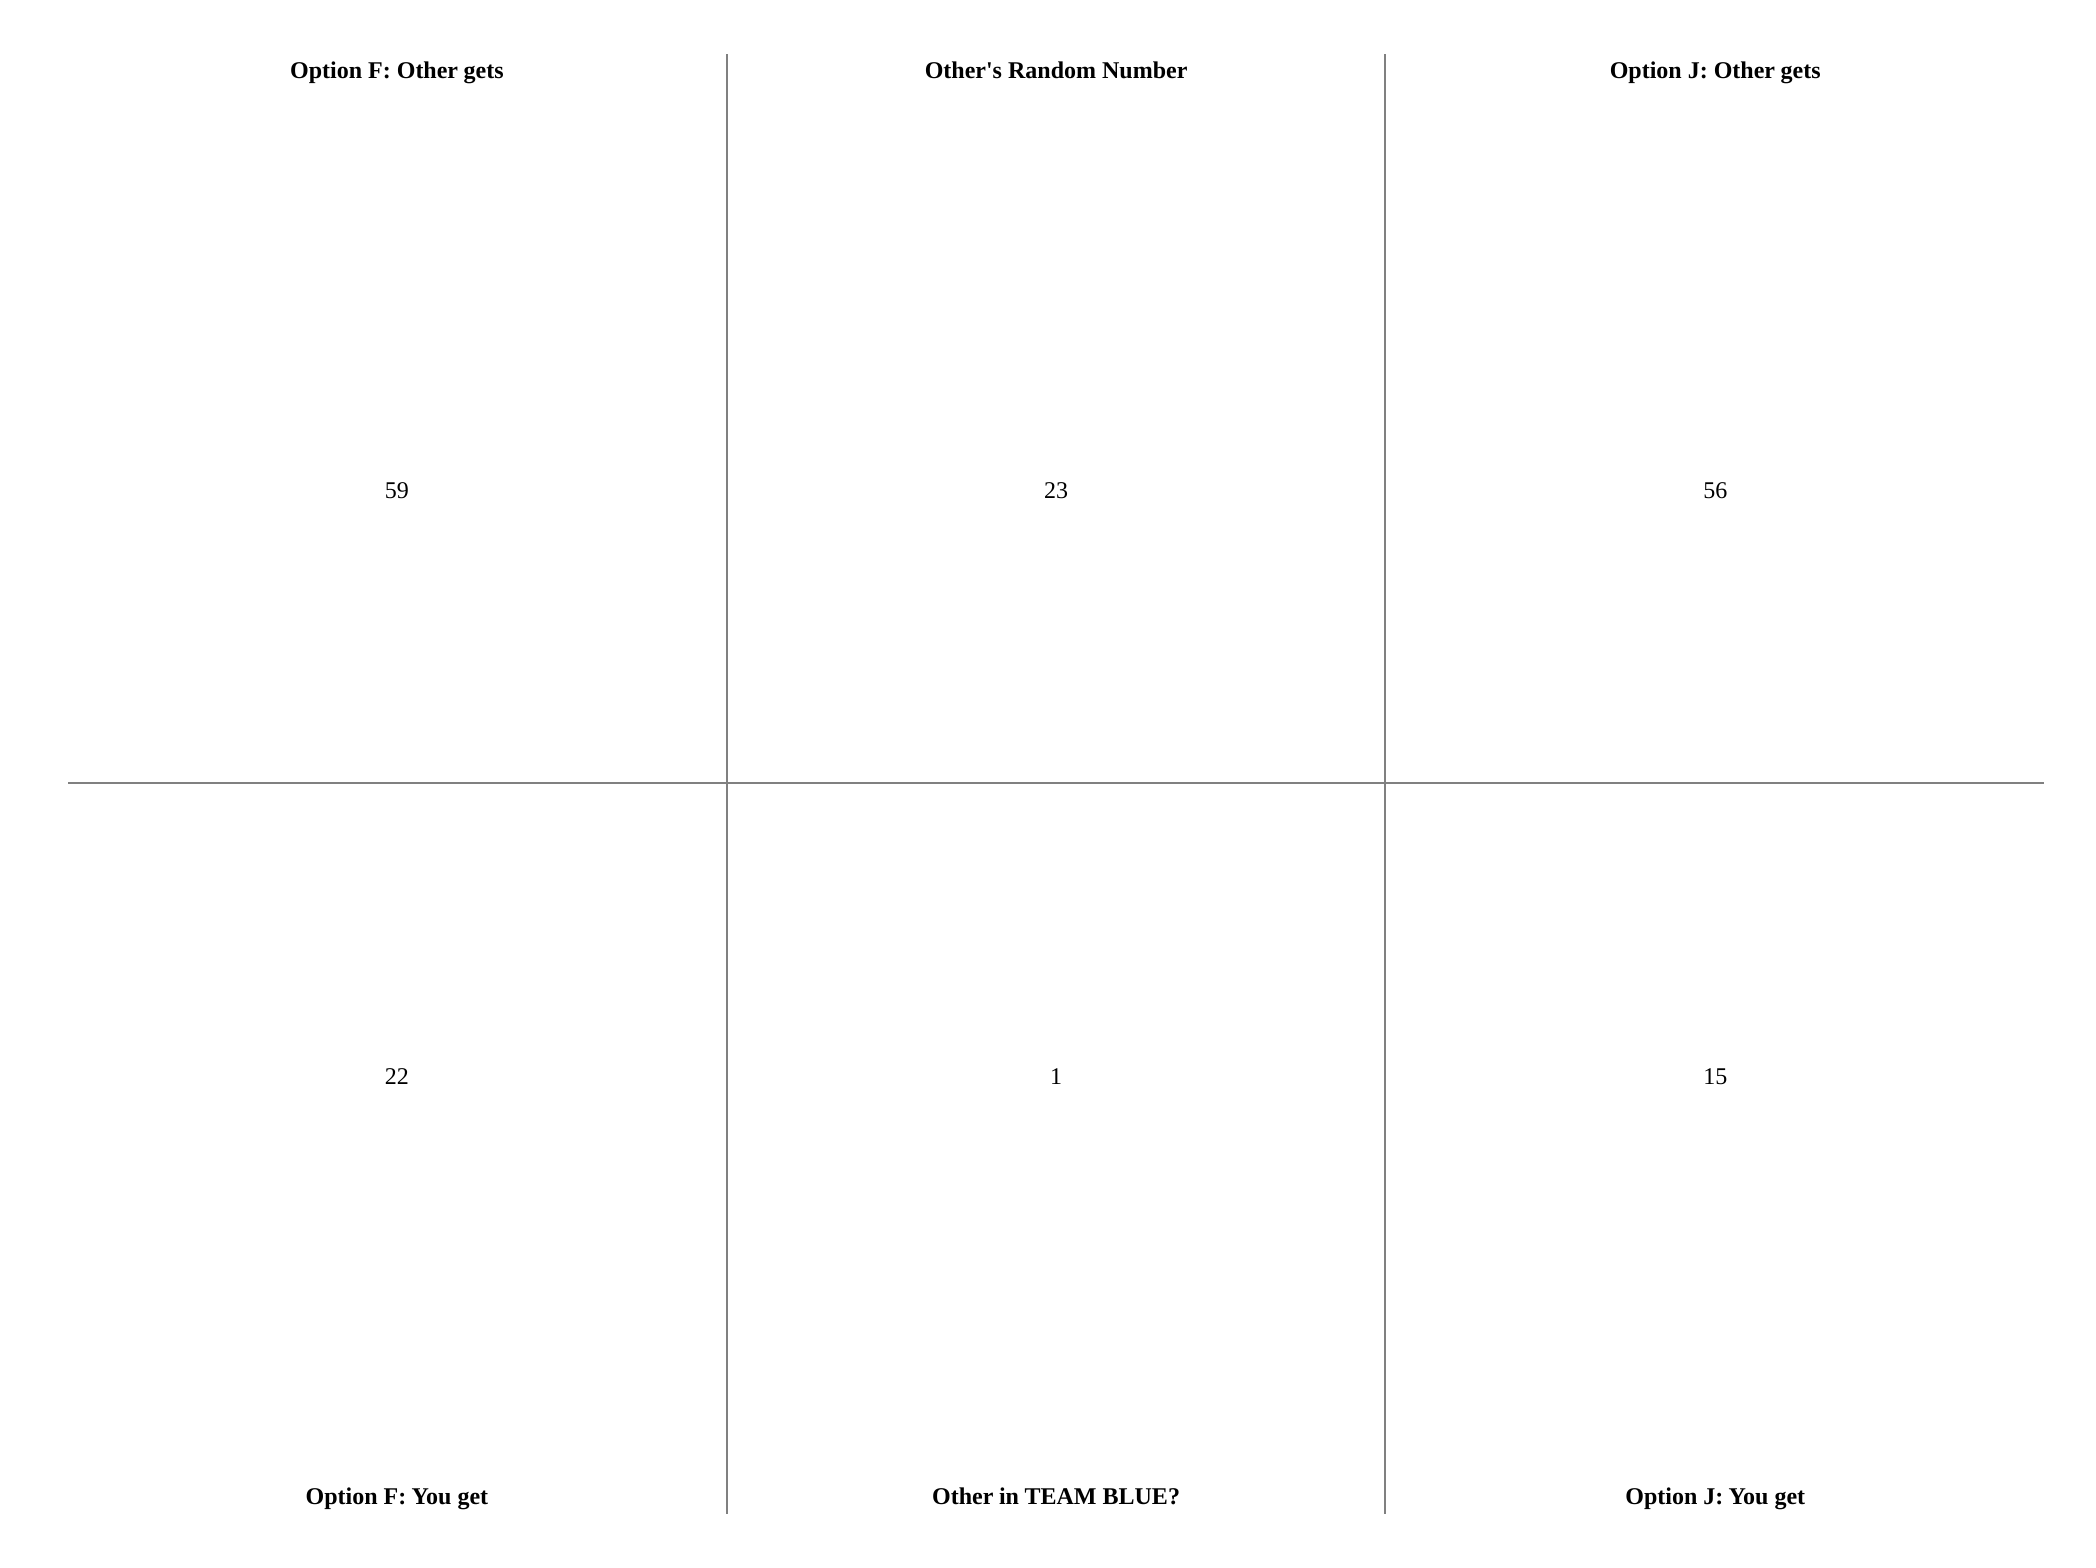 Option F: Other gets
Other's Random Number
Option J: Other gets
59
23
56
22
1
15
Option F: You get
Other in TEAM BLUE?
Option J: You get